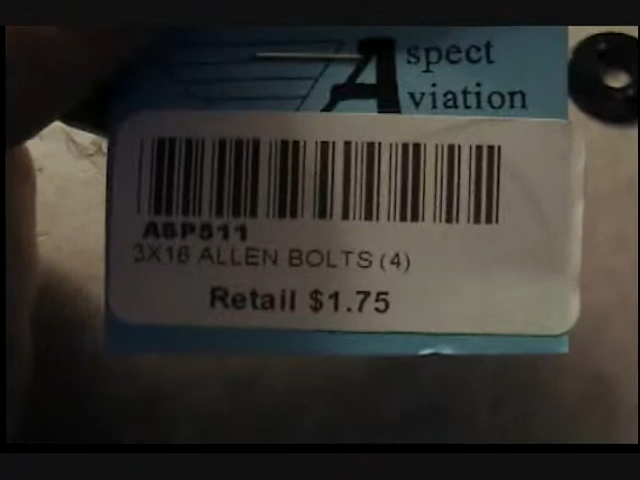 Aspect
Aviation
ASP511
3X16 ALLEN BOLTS (4)
Retail $1.75